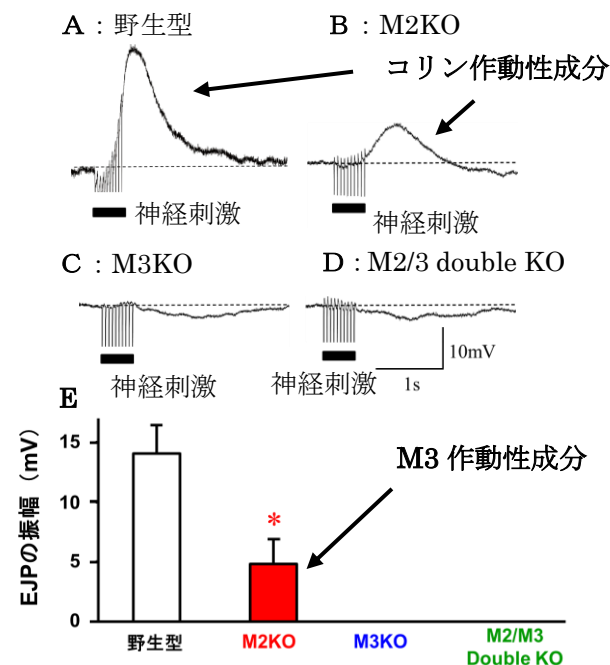 A：野生型
B：M2KO
コリン作動性成分
神経刺激
神経刺激
C：M3KO
D：M2/3 double KO
神経刺激
神経刺激
10mV
1s
E
EJPの振幅（mV）
15
10
5
0
M3 作動性成分
*
野生型
M2KO
M3KO
M2/M3
Double KO